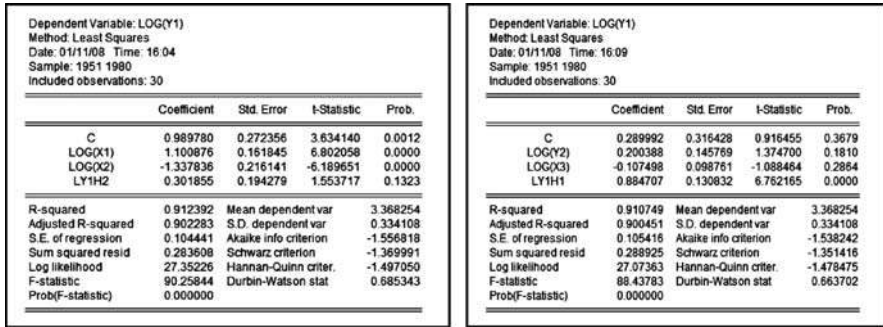 Dependent Variable: LOG(Y1)
Method: Least Squares
Date: 01/11/08 Time: 16:04
Sample: 1951 1980
Included observations: 30
Coefficient Std. Error t-Statistic Prob.
C 0.989780 0.272356 3.634140 0.0012
LOG(X1) 1.100876 0.161845 6.802058 0.0000
LOG(X2) -1.337836 0.216141 -6.189651 0.0000
LY1H2 0.301855 0.194279 1.553717 0.1323
R-squared 0.912392 Mean dependent var 3.368254
Adjusted R-squared 0.902283 S.D. dependent var 0.334108
S.E. of regression 0.104441 Akaike info criterion -1.556818
Sum squared resid 0.283608 Schwarz criterion -1.369991
Log likelihood 27.35226 Hannan-Quinn criter. -1.497050
F-statistic 90.25844 Durbin-Watson stat 0.685343
Prob(F-statistic) 0.000000
Dependent Variable: LOG(Y1)
Method: Least Squares
Date: 01/11/08 Time: 16:09
Sample: 1951 1980
Included observations: 30
Coefficient Std. Error t-Statistic Prob.
C 0.289992 0.316428 0.916455 0.3679
LOG(Y2) 0.200388 0.145769 1.374700 0.1810
LOG(X3) -0.107498 0.098761 -1.088464 0.2864
LY1H1 0.884707 0.130832 6.762165 0.0000
R-squared 0.910749 Mean dependent var 3.368254
Adjusted R-squared 0.900451 S.D. dependent var 0.334108
S.E. of regression 0.105416 Akaike info criterion -1.538242
Sum squared resid 0.288925 Schwarz criterion -1.351416
Log likelihood 27.07363 Hannan-Quinn criter. -1.478475
F-statistic 88.43783 Durbin-Watson stat 0.663702
Prob(F-statistic) 0.000000